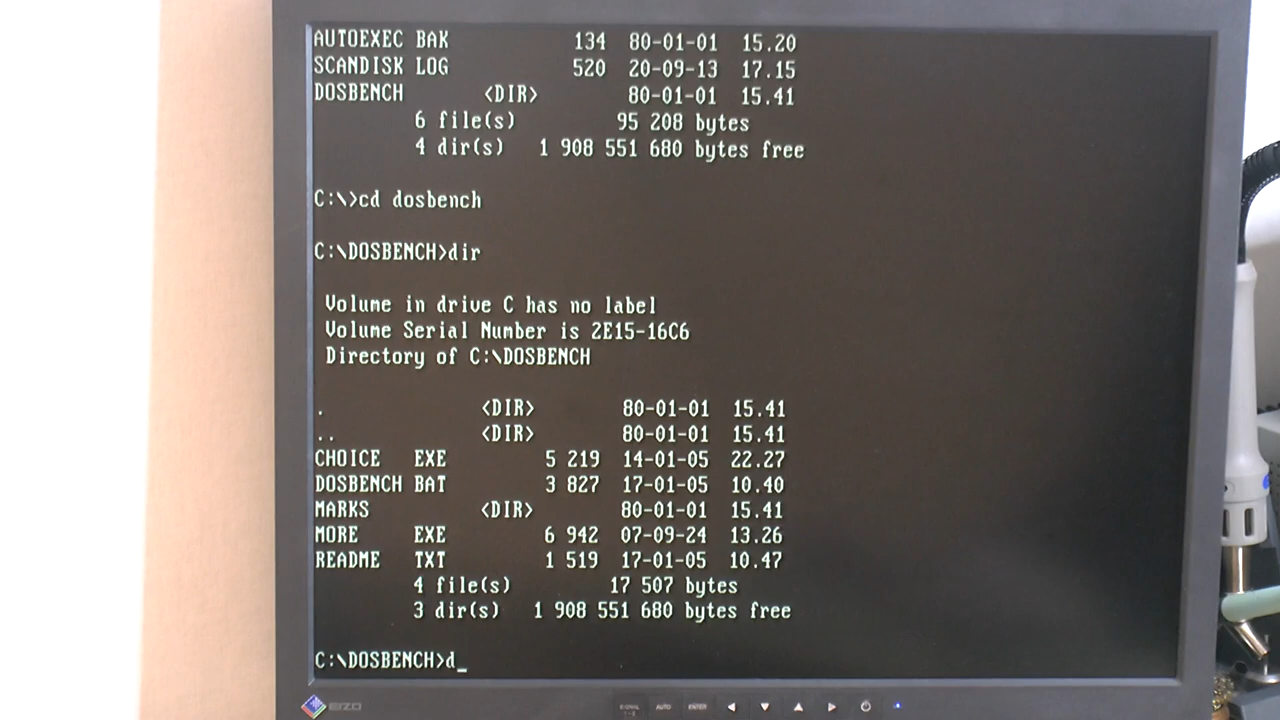 AUTOEXEC BAK 134 80-01-01 15.20
SCANDISK LOG 520 20-09-13 17.15
DOSBENCH <DIR> 80-01-01 15.41
6 file(s) 95 208 bytes
4 dir(s) 1 908 551 680 bytes free
C:\>cd dosbench
C:\DOSBENCH>dir
Volume in drive C has no label
Volume Serial Number is 2E15-16C6
Directory of C:\DOSBENCH
. <DIR> 80-01-01 15.41
.. <DIR> 80-01-01 15.41
CHOICE EXE 5 219 14-01-05 22.27
DOSBENCH BAT 3 827 17-01-05 10.40
MARKS <DIR> 80-01-01 15.41
MORE EXE 6 942 07-09-24 13.26
README TXT 1 519 17-01-05 10.47
4 file(s) 17 507 bytes
3 dir(s) 1 908 551 680 bytes free
C:\DOSBENCH>d_
EIZO
SIGNAL AUTO ENTER
1-2